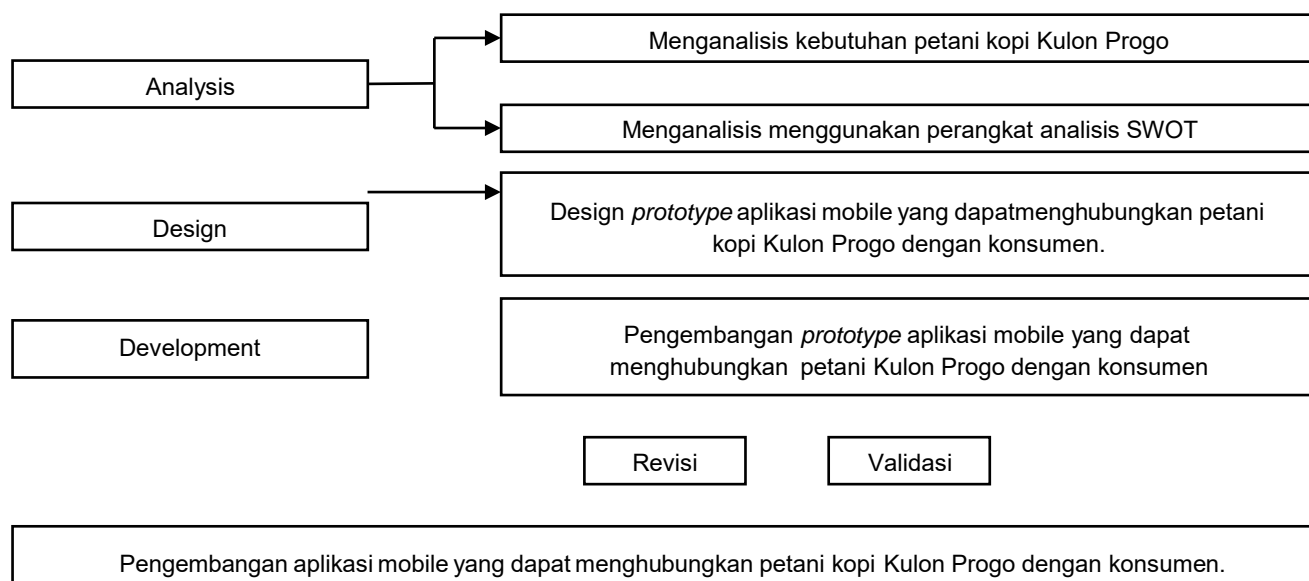 Menganalisis kebutuhan petani kopi Kulon Progo
Analysis
Menganalisis menggunakan perangkat analisis SWOT
Design
Design prototype aplikasi mobile yang dapatmenghubungkan petani
kopi Kulon Progo dengan konsumen.
Development
Pengembangan prototype aplikasi mobile yang dapat
menghubungkan petani Kulon Progo dengan konsumen
Revisi
Validasi
Pengembangan aplikasi mobile yang dapat menghubungkan petani kopi Kulon Progo dengan konsumen.